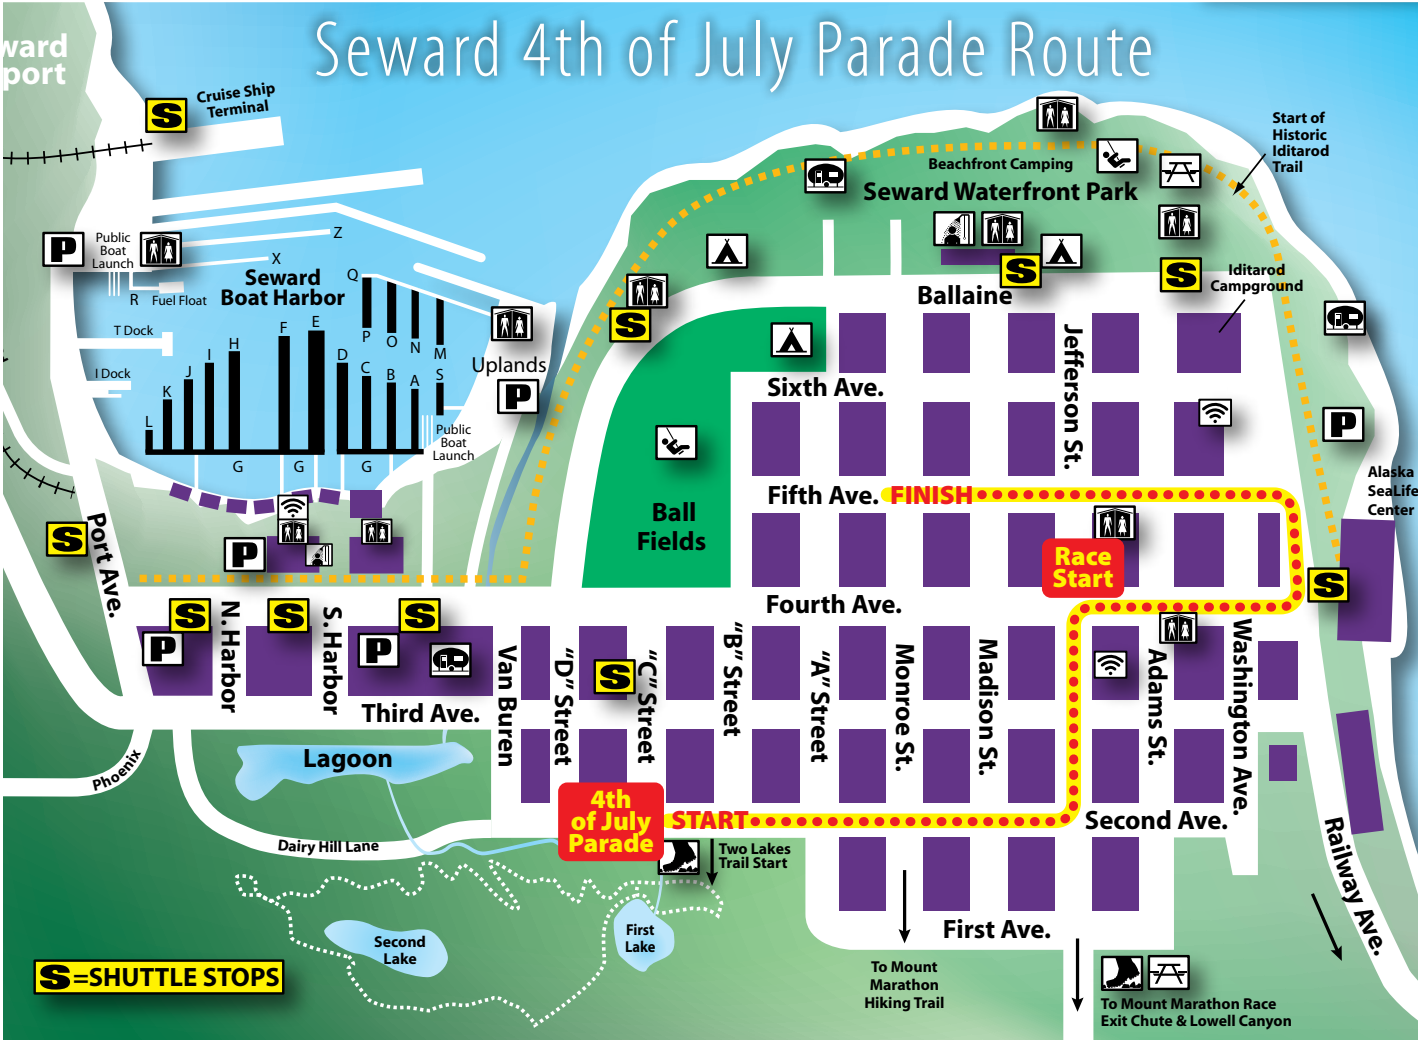 Seward 4th of July Parade Route
ward
port
Cruise Ship
Terminal
S
Start of
Historic
Iditarod
Trail
Beachfront Camping
Seward Waterfront Park
P
Public
Boat
Launch
Z
X
R
Fuel Float
Seward
Boat Harbor
Q
T Dock
I Dock
L
K
J
I
H
F
E
D
C
B
A
P
O
N
M
S
G
G
G
Uplands
P
Public
Boat
Launch
S
S
S
Ballaine
Iditarod
Campground
Sixth Ave.
Jefferson St.
P
Alaska
SeaLife
Center
Fifth Ave.
FINISH
Ball
Fields
Race
Start
S
Port Ave.
P
S
Fourth Ave.
S
S
S
P
N. Harbor
S. Harbor
P
Van Buren
"D" Street
S
"C" Street
"B" Street
"A" Street
Monroe St.
Madison St.
Adams St.
Washington Ave.
Third Ave.
Phoenix
Lagoon
4th
of July
Parade
START
Second Ave.
Dairy Hill Lane
Two Lakes
Trail Start
Railway Ave.
First
Lake
Second
Lake
First Ave.
S=SHUTTLE STOPS
To Mount
Marathon
Hiking Trail
To Mount Marathon Race
Exit Chute & Lowell Canyon